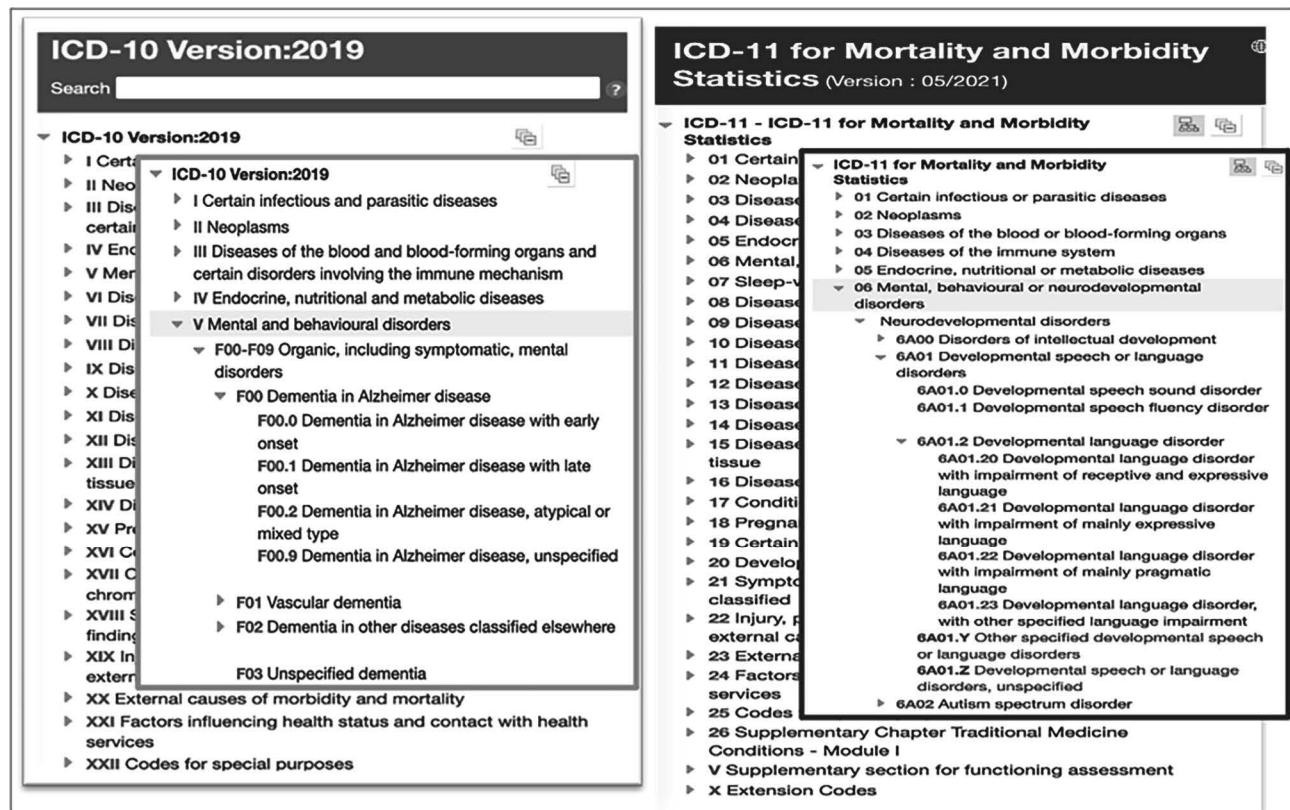 ICD-10 Version:2019
Search
?
ICD-10 Version:2019
I Certa
II Neo
III Dis
certain
IV End
V Men
VI Dis
VII Dis
VIII Di
IX Dis
X Dise
XI Dis
XII Dis
XIII Di
tissue
XIV Di
XV Pre
XVI Ce
XVII C
chrom
XVIII S
finding
XIX In
extern
XX External causes of morbidity and mortality
XXI Factors influencing health status and contact with health
services
XXII Codes for special purposes
ICD-10 Version:2019
I Certain infectious and parasitic diseases
II Neoplasms
III Diseases of the blood and blood-forming organs and
certain disorders involving the immune mechanism
IV Endocrine, nutritional and metabolic diseases
V Mental and behavioural disorders
F00-F09 Organic, including symptomatic, mental
disorders
F00 Dementia in Alzheimer disease
F00.0 Dementia in Alzheimer disease with early
onset
F00.1 Dementia in Alzheimer disease with late
onset
F00.2 Dementia in Alzheimer disease, atypical or
mixed type
F00.9 Dementia in Alzheimer disease, unspecified
F01 Vascular dementia
F02 Dementia in other diseases classified elsewhere
F03 Unspecified dementia
ICD-11 for Mortality and Morbidity
Statistics (Version : 05/2021)
ICD-11 - ICD-11 for Mortality and Morbidity
Statistics
01 Certain
02 Neopla
03 Disease
04 Disease
05 Endocr
06 Mental,
07 Sleep-w
08 Disease
09 Disease
10 Disease
11 Disease
12 Disease
13 Disease
14 Disease
15 Disease
tissue
16 Disease
17 Conditi
18 Pregna
19 Certain
20 Develop
21 Sympto
classified
22 Injury, p
external ca
23 Externa
24 Factors
services
25 Codes
26 Supplementary Chapter Traditional Medicine
Conditions - Module I
V Supplementary section for functioning assessment
X Extension Codes
ICD-11 for Mortality and Morbidity
Statistics
01 Certain infectious or parasitic diseases
02 Neoplasms
03 Diseases of the blood or blood-forming organs
04 Diseases of the immune system
05 Endocrine, nutritional or metabolic diseases
06 Mental, behavioural or neurodevelopmental
disorders
Neurodevelopmental disorders
6A00 Disorders of intellectual development
6A01 Developmental speech or language
disorders
6A01.0 Developmental speech sound disorder
6A01.1 Developmental speech fluency disorder
6A01.2 Developmental language disorder
6A01.20 Developmental language disorder
with impairment of receptive and expressive
language
6A01.21 Developmental language disorder
with impairment of mainly expressive
language
6A01.22 Developmental language disorder
with impairment of mainly pragmatic
language
6A01.23 Developmental language disorder,
with other specified language impairment
6A01.Y Other specified developmental speech
or language disorders
6A01.Z Developmental speech or language
disorders, unspecified
6A02 Autism spectrum disorder